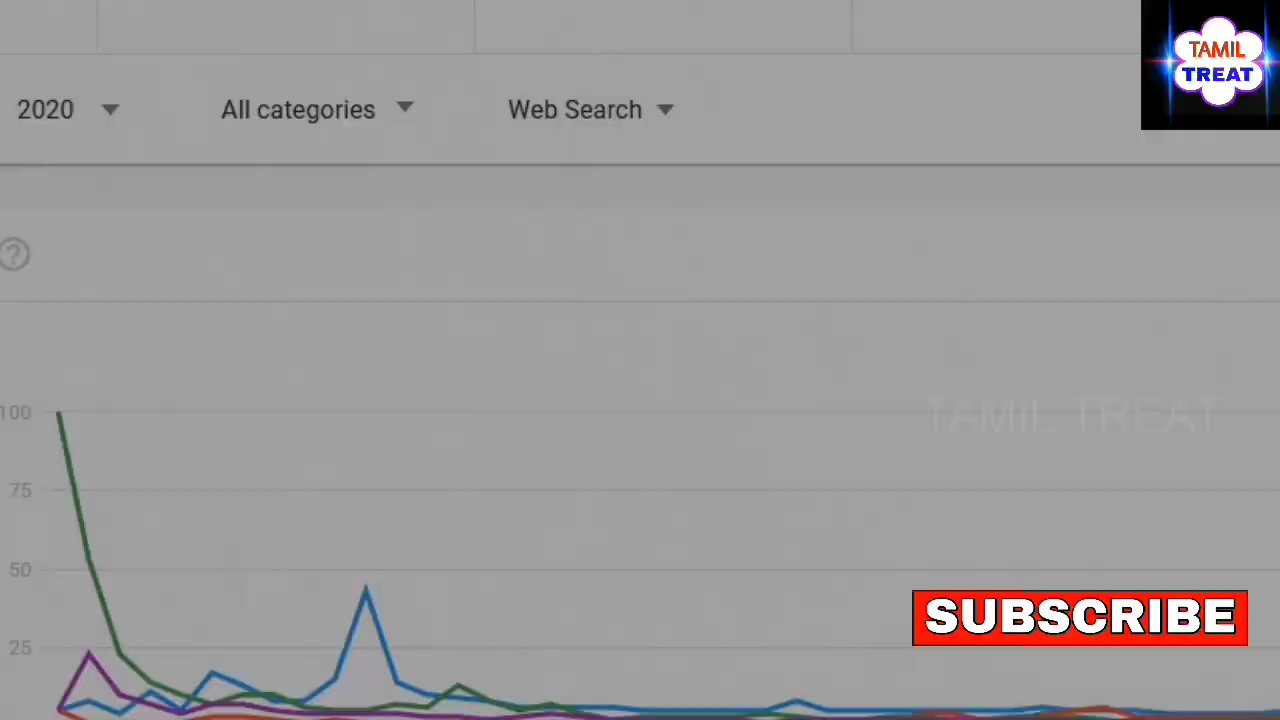 TAMIL
TREAT
2020
All categories
Web Search
?
100
TAMIL TREAT
75
50
SUBSCRIBE
25